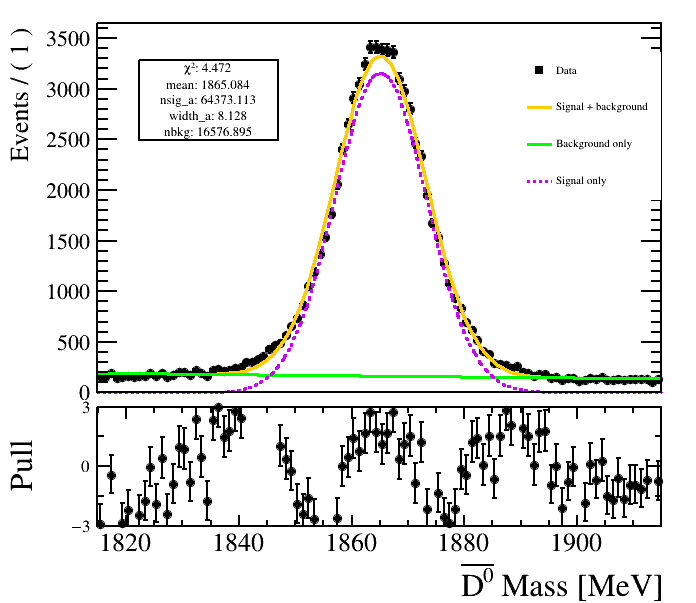 Events / ( 1 )
3500
3000
2500
2000
1500
1000
500
0
χ²: 4.472
mean: 1865.084
nsig_a: 64373.113
width_a: 8.128
nbkg: 16576.895
Data
Signal + background
Background only
Signal only
Pull
3
0
−3
1820 1840 1860 1880 1900
D⁰ Mass [MeV]